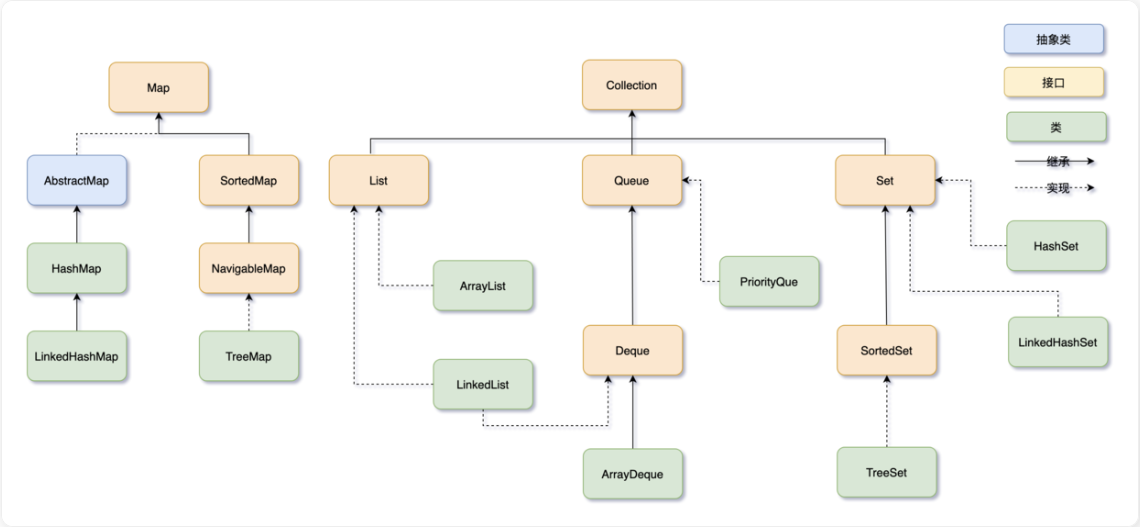 抽象类
Map
Collection
接口
类
继承
实现
AbstractMap
SortedMap
List
Queue
Set
HashMap
NavigableMap
ArrayList
PriorityQue
HashSet
LinkedHashMap
TreeMap
LinkedList
Deque
SortedSet
LinkedHashSet
ArrayDeque
TreeSet